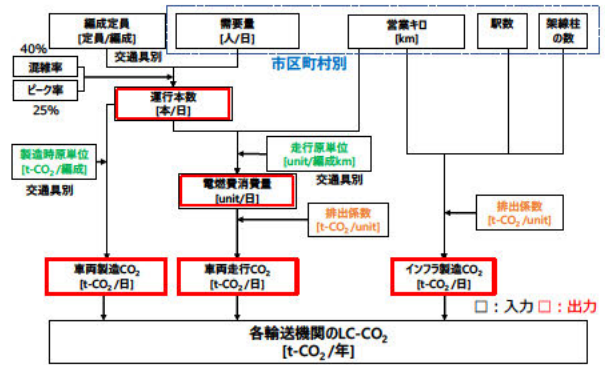 編成定員
[定員/編成]
需要量
[人/日]
営業キロ
[km]
駅数
架線柱
の数
40%
交通具別
市区町村別
混雑率
ピーク率
25%
運行本数
[本/日]
製造時原単位
[t-CO₂/編成]
交通具別
走行原単位
[unit/編成km]
交通具別
電燃費消費量
[unit/日]
排出係数
[t-CO₂/unit]
排出係数
[t-CO₂/unit]
車両製造CO₂
[t-CO₂/日]
車両走行CO₂
[t-CO₂/日]
インフラ製造CO₂
[t-CO₂/日]
□：入力 □：出力
各輸送機関のLC-CO₂
[t-CO₂/年]